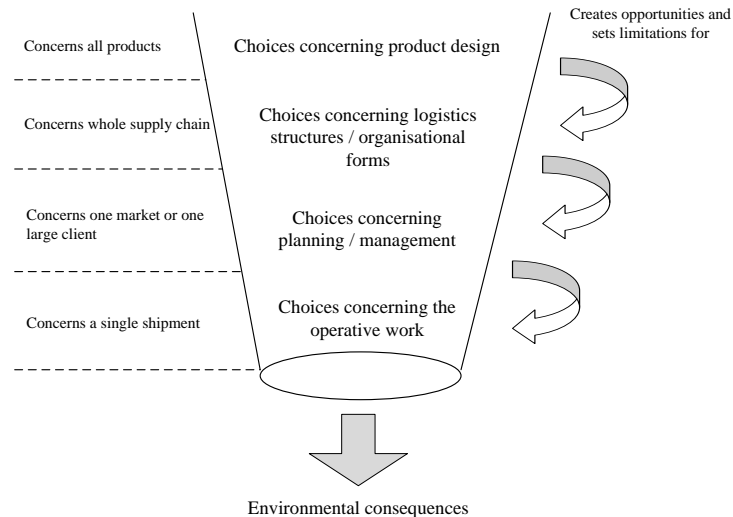 Creates opportunities and
sets limitations for
Concerns all products
Choices concerning product design
Concerns whole supply chain
Choices concerning logistics
structures / organisational
forms
Concerns one market or one
large client
Choices concerning
planning / management
Concerns a single shipment
Choices concerning the
operative work
Environmental consequences